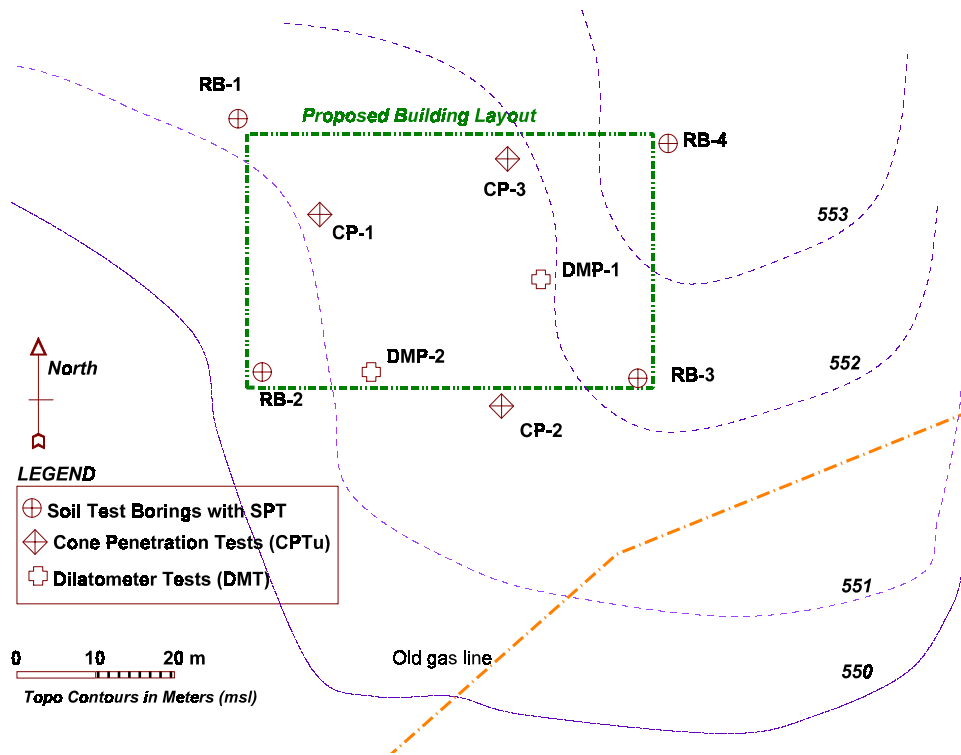 RB-1
Proposed Building Layout
RB-4
CP-3
CP-1
553
DMP-1
North
DMP-2
552
RB-3
RB-2
CP-2
LEGEND
Soil Test Borings with SPT
Cone Penetration Tests (CPTu)
Dilatometer Tests (DMT)
551
0 10 20 m
Old gas line
550
Topo Contours in Meters (msl)